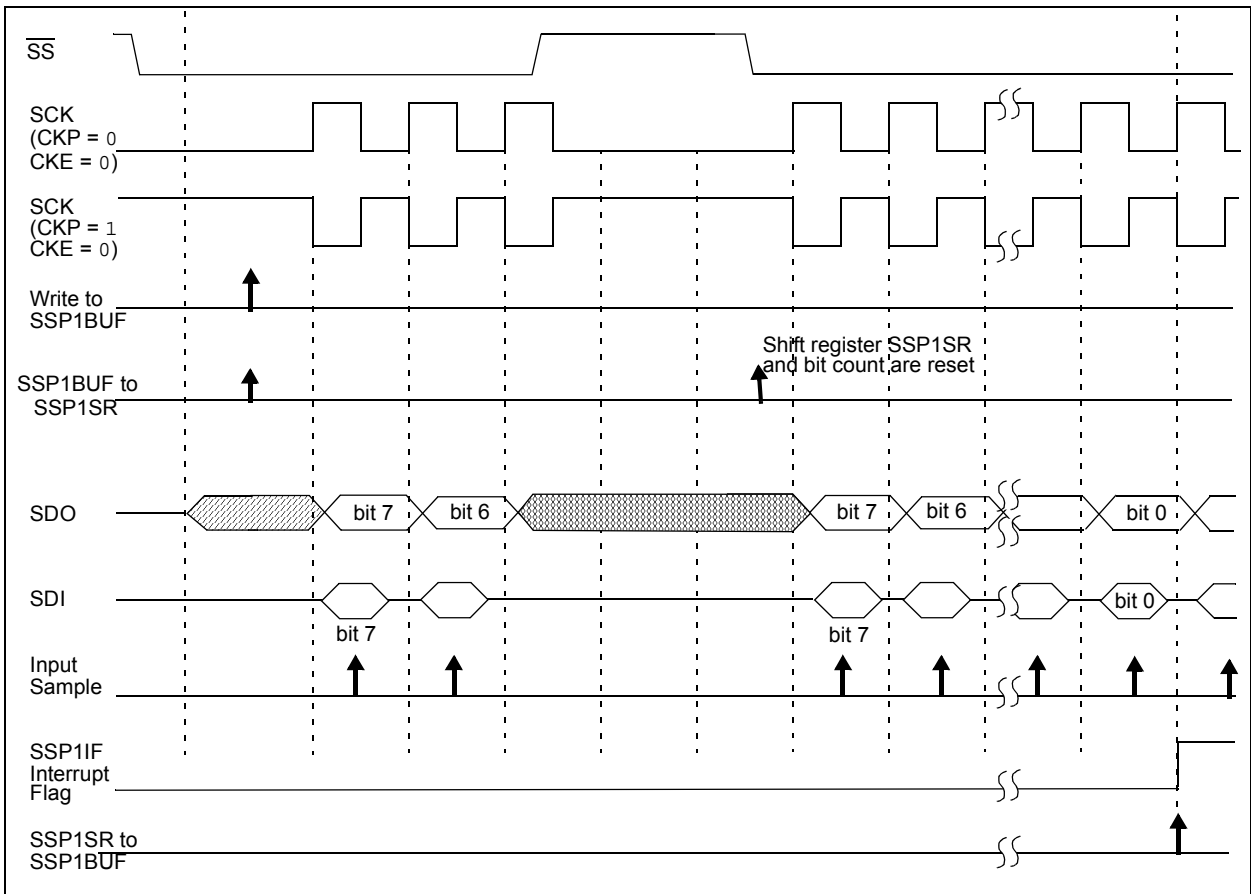 SS
SCK
(CKP = 0
CKE = 0)
SCK
(CKP = 1
CKE = 0)
Write to
SSP1BUF
Shift register SSP1SR
and bit count are reset
SSP1BUF to
SSP1SR
SDO
bit 7
bit 6
bit 7
bit 6
bit 0
SDI
bit 0
bit 7
bit 7
Input
Sample
SSP1IF
Interrupt
Flag
SSP1SR to
SSP1BUF